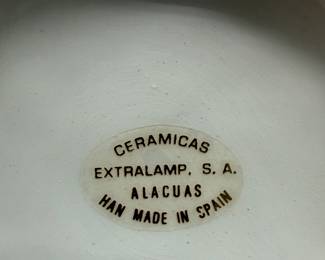 CERAMICAS
EXTRALAMP, S. A.
ALACUAS
HAN MADE IN SPAIN